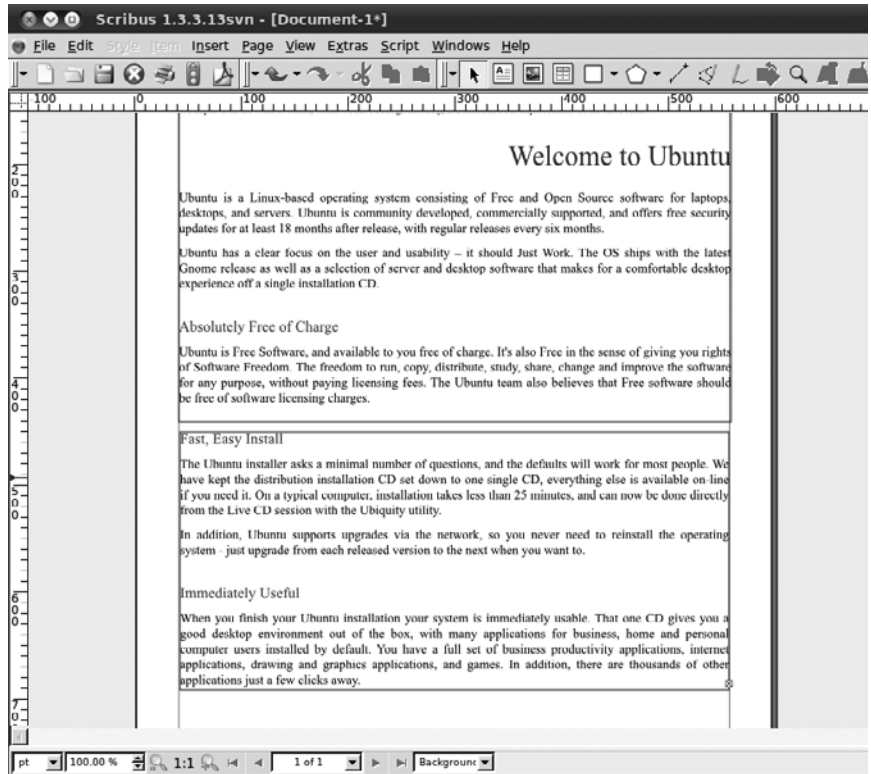 Scribus 1.3.3.13svn - [Document-1*]
File Edit Style Item Insert Page View Extras Script Windows Help
-100 0 100 200 300 400 500 600
Welcome to Ubuntu
Ubuntu is a Linux-based operating system consisting of Free and Open Source software for laptops,
desktops, and servers. Ubuntu is community developed, commercially supported, and offers free security
updates for at least 18 months after release, with regular releases every six months.
200
Ubuntu has a clear focus on the user and usability – it should Just Work. The OS ships with the latest
Gnome release as well as a selection of server and desktop software that makes for a comfortable desktop
experience off a single installation CD.
300
Absolutely Free of Charge
Ubuntu is Free Software, and available to you free of charge. It's also Free in the sense of giving you rights
of Software Freedom. The freedom to run, copy, distribute, study, share, change and improve the software
for any purpose, without paying licensing fees. The Ubuntu team also believes that Free software should
be free of software licensing charges.
400
Fast, Easy Install
The Ubuntu installer asks a minimal number of questions, and the defaults will work for most people. We
have kept the distribution installation CD set down to one single CD, everything else is available on-line
if you need it. On a typical computer, installation takes less than 25 minutes, and can now be done directly
from the Live CD session with the Ubiquity utility.
500
In addition, Ubuntu supports upgrades via the network, so you never need to reinstall the operating
system - just upgrade from each released version to the next when you want to.
Immediately Useful
600
When you finish your Ubuntu installation your system is immediately usable. That one CD gives you a
good desktop environment out of the box, with many applications for business, home and personal
computer users installed by default. You have a full set of business productivity applications, internet
applications, drawing and graphics applications, and games. In addition, there are thousands of other
applications just a few clicks away.
70
pt 100.00 % 1:1 1 of 1 Background